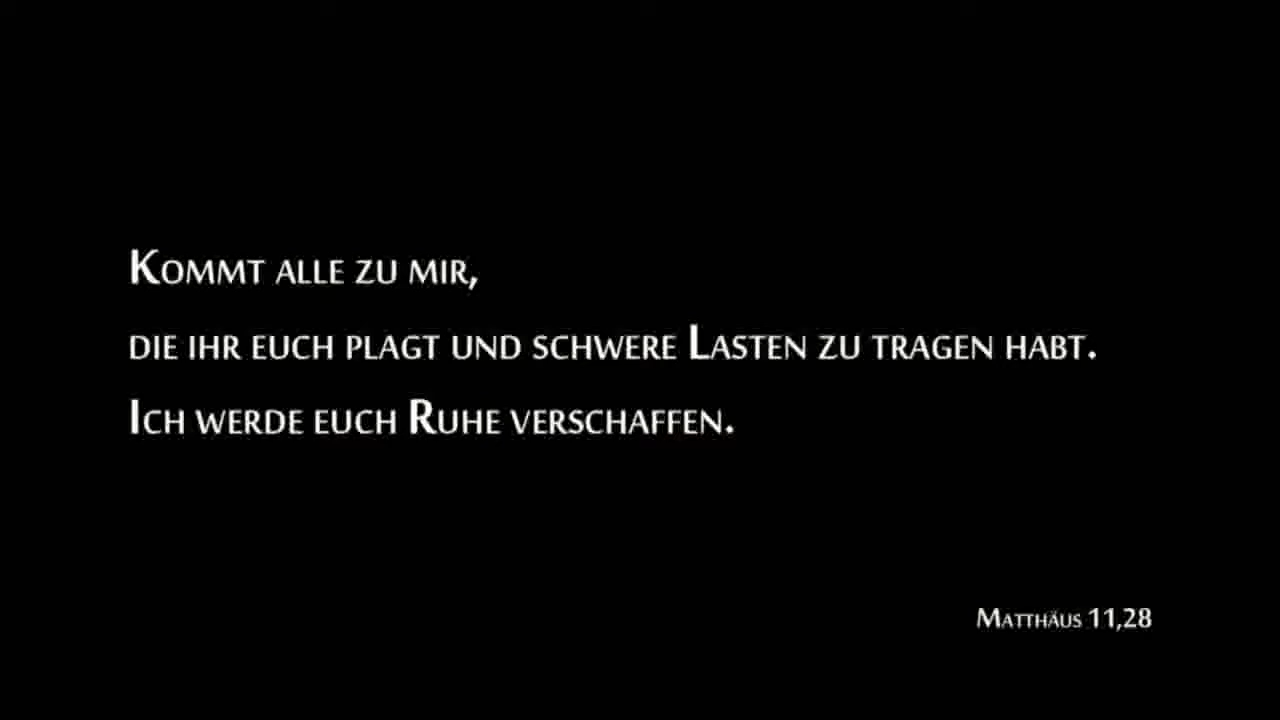 Kommt alle zu mir,
die ihr euch plagt und schwere Lasten zu tragen habt.
Ich werde euch Ruhe verschaffen.
Matthäus 11,28